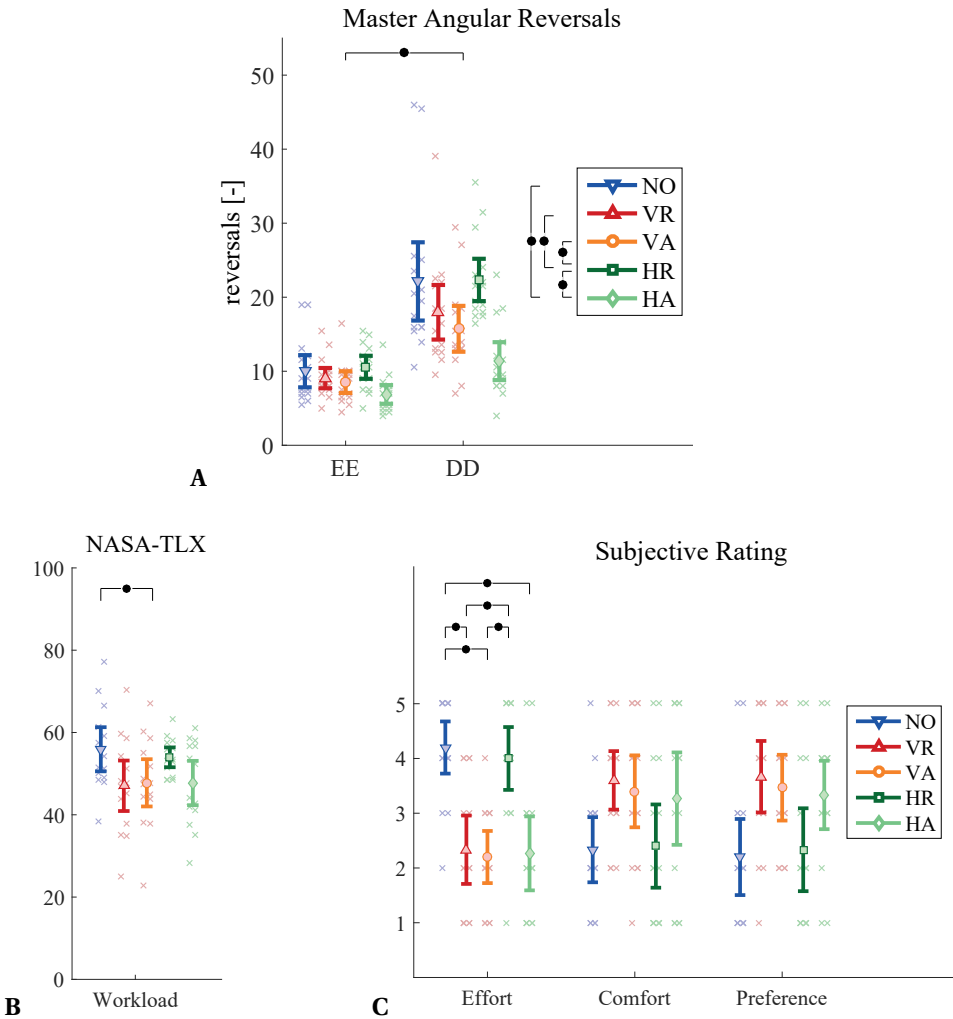 Master Angular Reversals
reversals [-]
50
40
30
20
10
0
EE
DD
NO
VR
VA
HR
HA
A
NASA-TLX
100
80
60
40
20
0
Workload
B
Subjective Rating
5
4
3
2
1
Effort
Comfort
Preference
NO
VR
VA
HR
HA
C